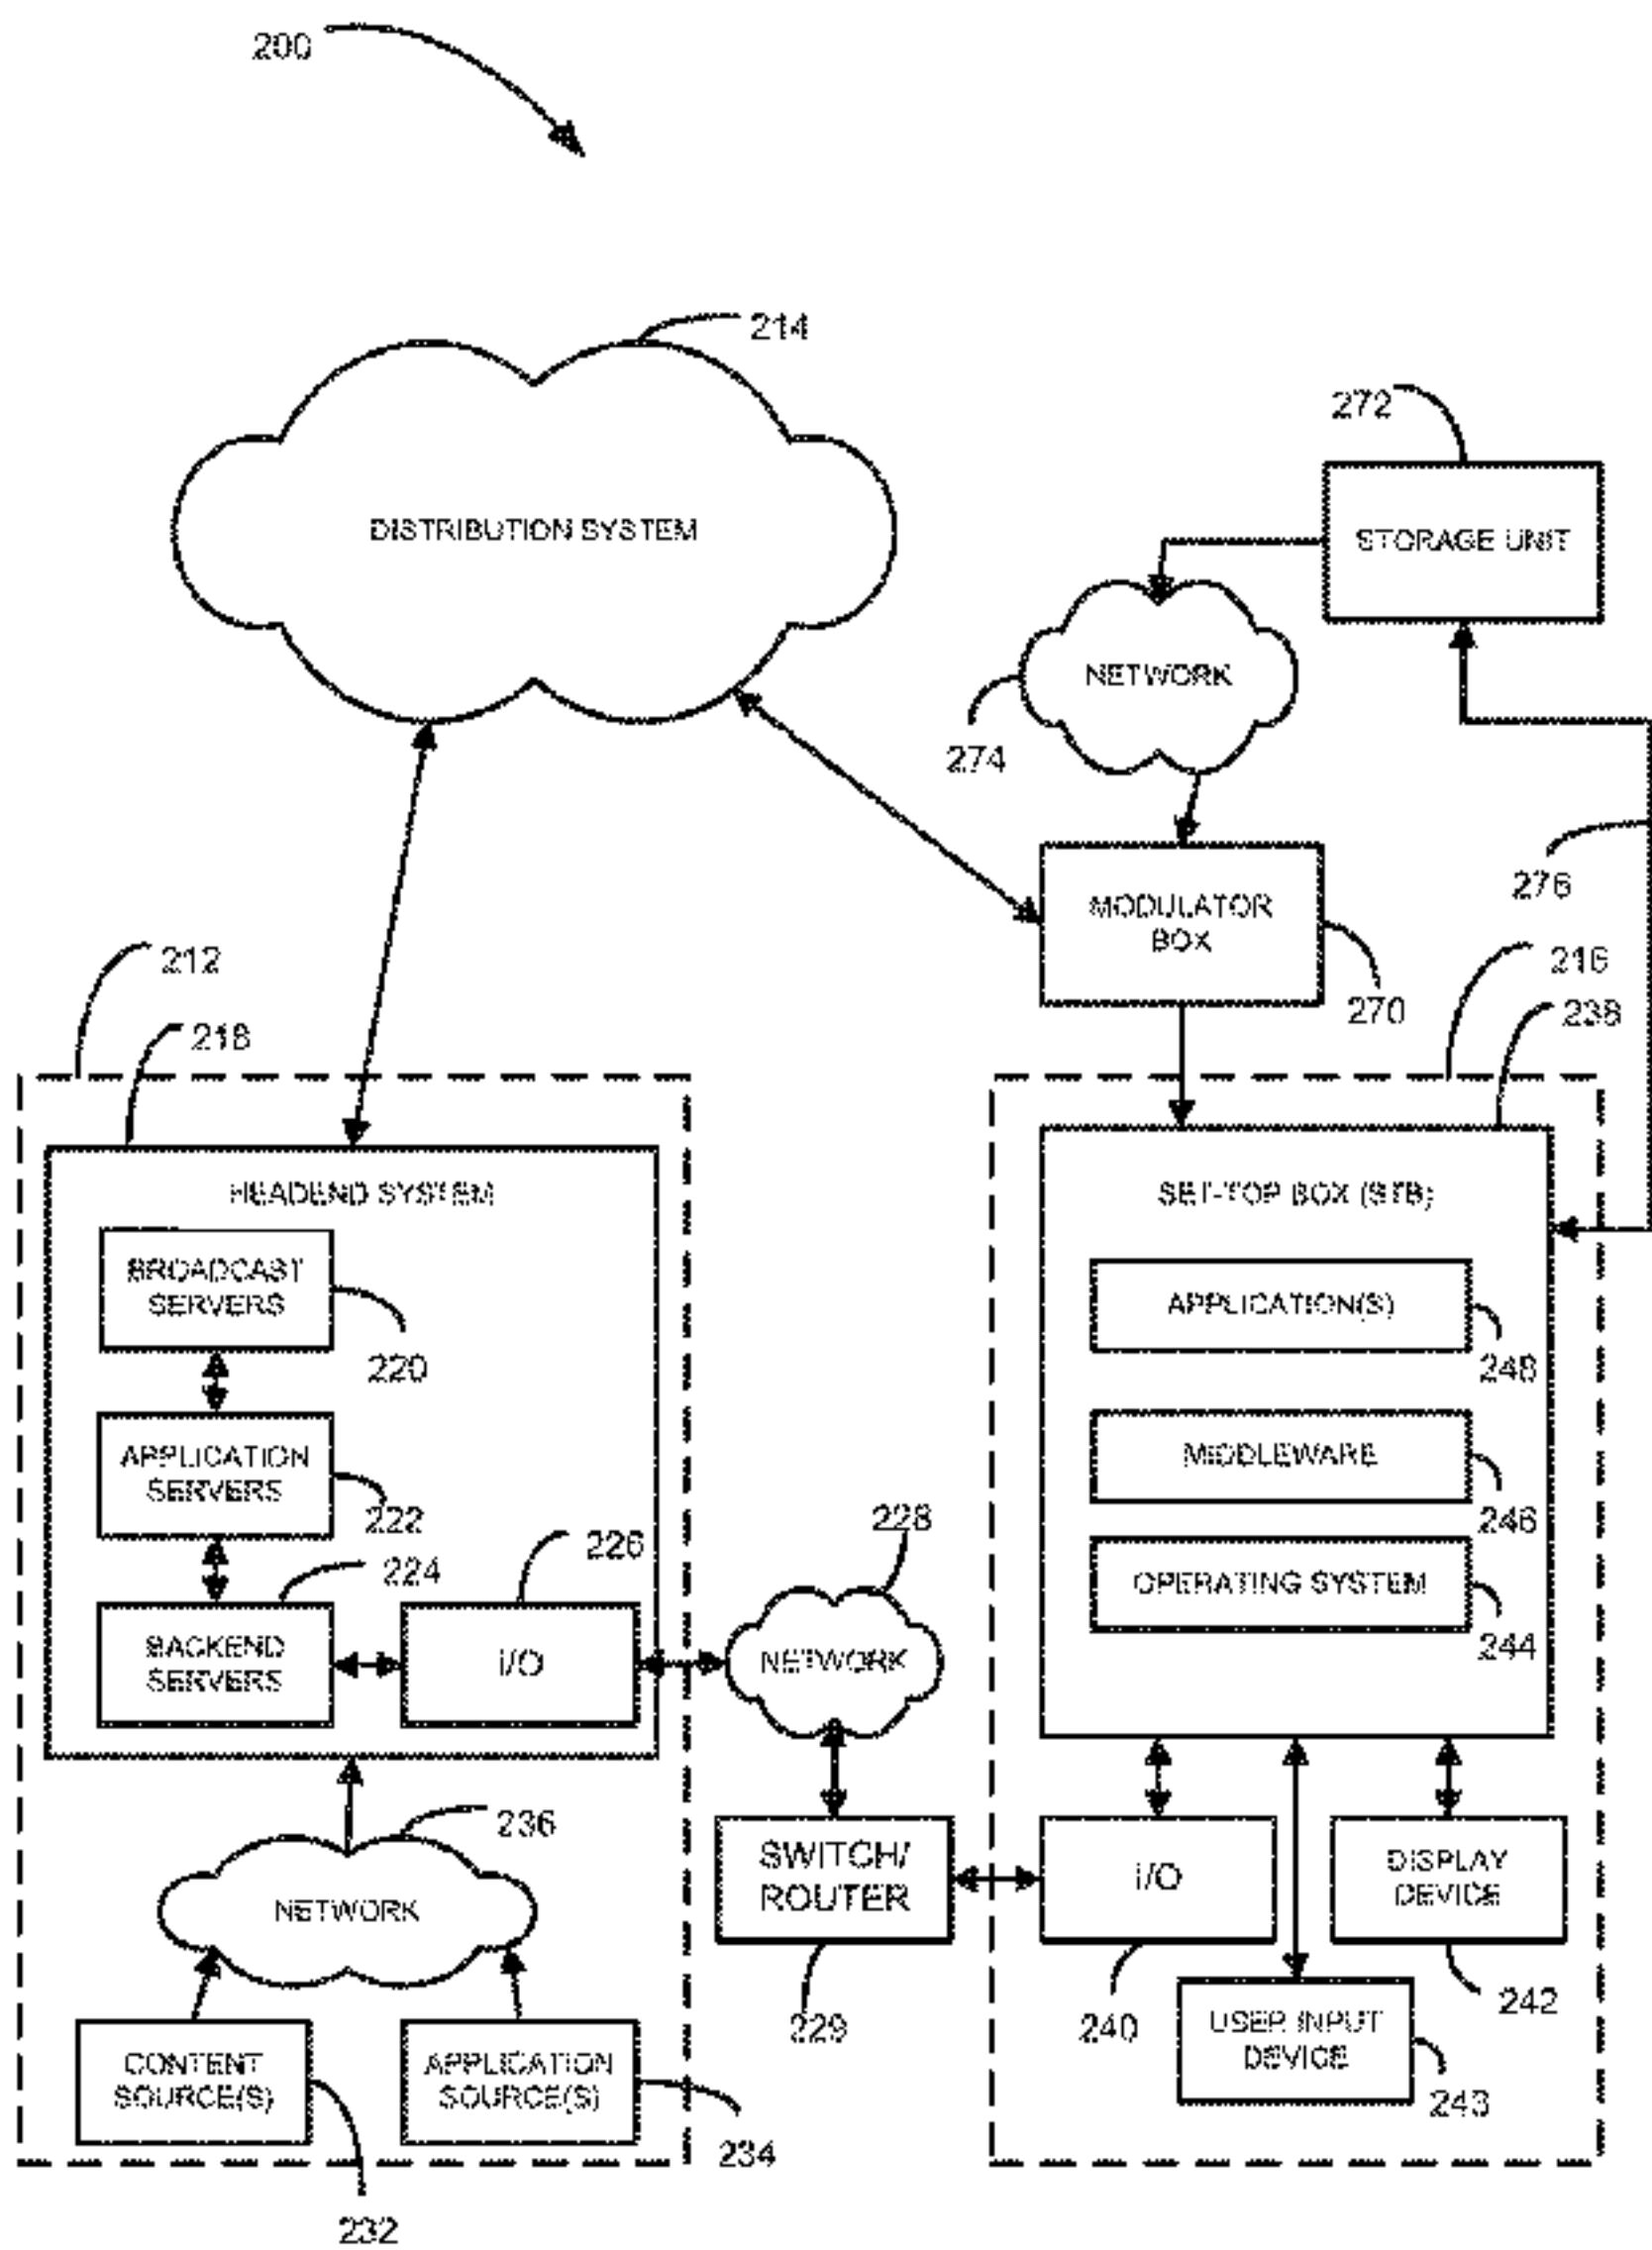 200
214
DISTRIBUTION SYSTEM
272
STORAGE UNIT
NETWORK
274
276
MODULATOR
BOX
270
212
218
216
238
HEADEND SYSTEM
BROADCAST
SERVERS
220
APPLICATION
SERVERS
222
224
226
BACKEND
SERVERS
I/O
228
NETWORK
SET-TOP BOX (STB)
APPLICATION(S)
248
MIDDLEWARE
246
OPERATING SYSTEM
244
236
NETWORK
SWITCH/
ROUTER
229
I/O
240
DISPLAY
DEVICE
242
USER INPUT
DEVICE
243
CONTENT
SOURCE(S)
232
APPLICATION
SOURCE(S)
234